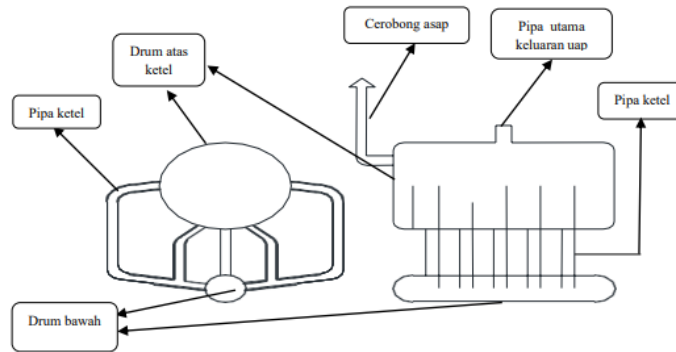 Cerobong asap
Pipa utama
keluaran uap
Drum atas
ketel
Pipa ketel
Pipa ketel
Drum bawah